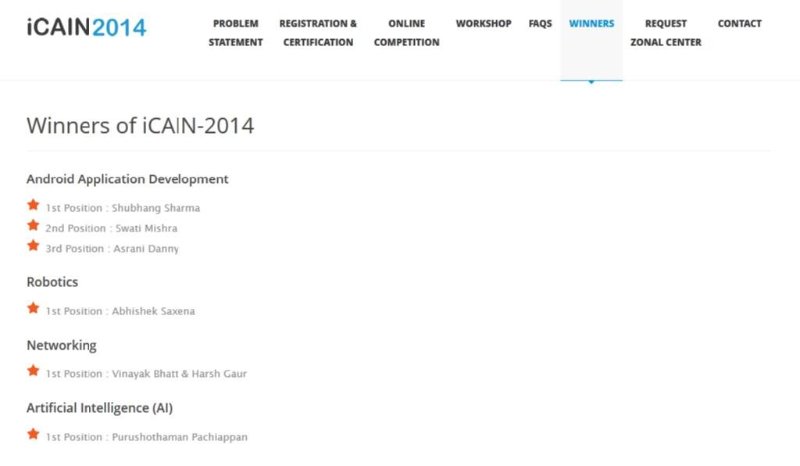 iCAIN2014
PROBLEM STATEMENT
REGISTRATION & CERTIFICATION
ONLINE COMPETITION
WORKSHOP
FAQS
WINNERS
REQUEST ZONAL CENTER
CONTACT
Winners of iCAIN-2014
Android Application Development
1st Position : Shubhang Sharma
2nd Position : Swati Mishra
3rd Position : Asrani Danny
Robotics
1st Position : Abhishek Saxena
Networking
1st Position : Vinayak Bhatt & Harsh Gaur
Artificial Intelligence (AI)
1st Position : Purushothaman Pachiappan